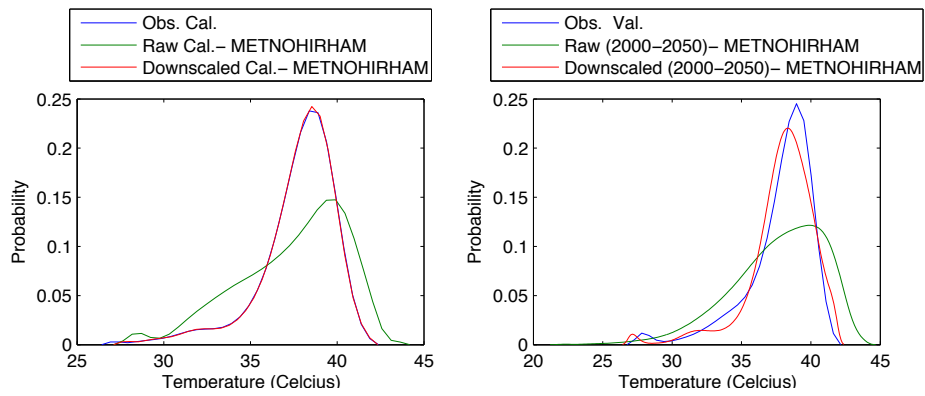 Obs. Cal.
Raw Cal.− METNOHIRHAM
Downscaled Cal.− METNOHIRHAM
0.25
0.2
0.15
0.1
0.05
0
Probability
25 30 35 40 45
Temperature (Celcius)
Obs. Val.
Raw (2000−2050)− METNOHIRHAM
Downscaled (2000−2050)− METNOHIRHAM
0.25
0.2
0.15
0.1
0.05
0
Probability
20 25 30 35 40 45
Temperature (Celcius)